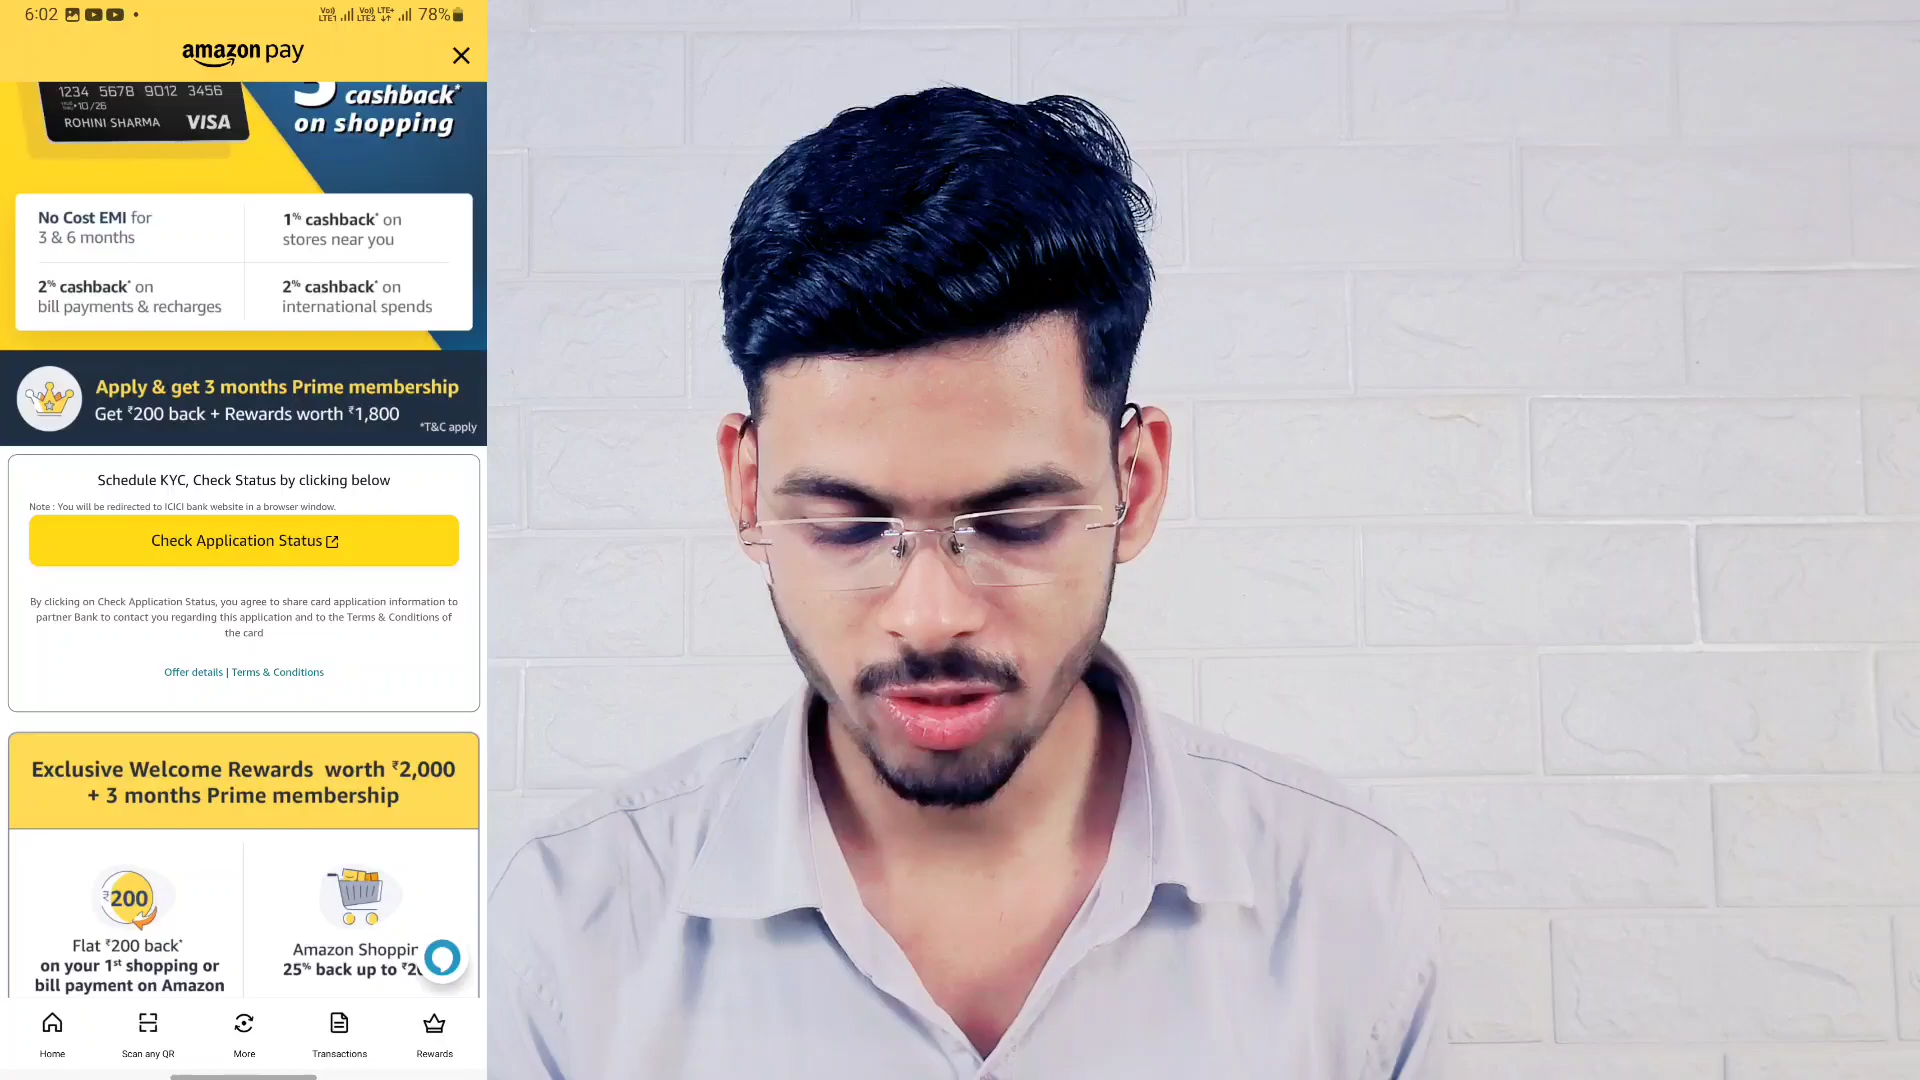 6:02
Vo)) LTE1 Vo)) LTE2 LTE+ 78%
amazon pay
1234 5678 9012 3456
10/26
ROHINI SHARMA VISA
cashback*
on shopping
No Cost EMI for
3 & 6 months
1% cashback* on
stores near you
2% cashback* on
bill payments & recharges
2% cashback* on
international spends
Apply & get 3 months Prime membership
Get ₹200 back + Rewards worth ₹1,800
*T&C apply
Schedule KYC, Check Status by clicking below
Note : You will be redirected to ICICI bank website in a browser window.
Check Application Status
By clicking on Check Application Status, you agree to share card application information to
partner Bank to contact you regarding this application and to the Terms & Conditions of
the card
Offer details | Terms & Conditions
Exclusive Welcome Rewards worth ₹2,000
+ 3 months Prime membership
₹200
Flat ₹200 back*
on your 1st shopping or
bill payment on Amazon
Amazon Shoppin
25% back up to ₹2
Home
Scan any QR
More
Transactions
Rewards